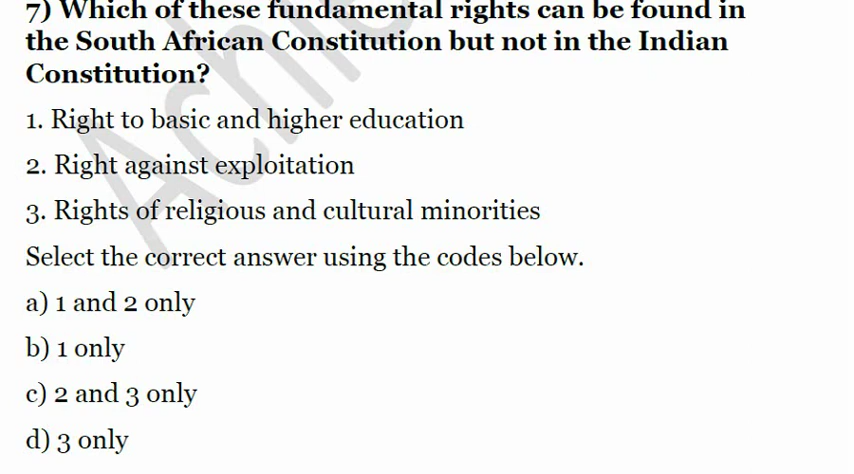 7) Which of these fundamental rights can be found in
the South African Constitution but not in the Indian
Constitution?
1. Right to basic and higher education
2. Right against exploitation
3. Rights of religious and cultural minorities
Select the correct answer using the codes below.
a) 1 and 2 only
b) 1 only
c) 2 and 3 only
d) 3 only